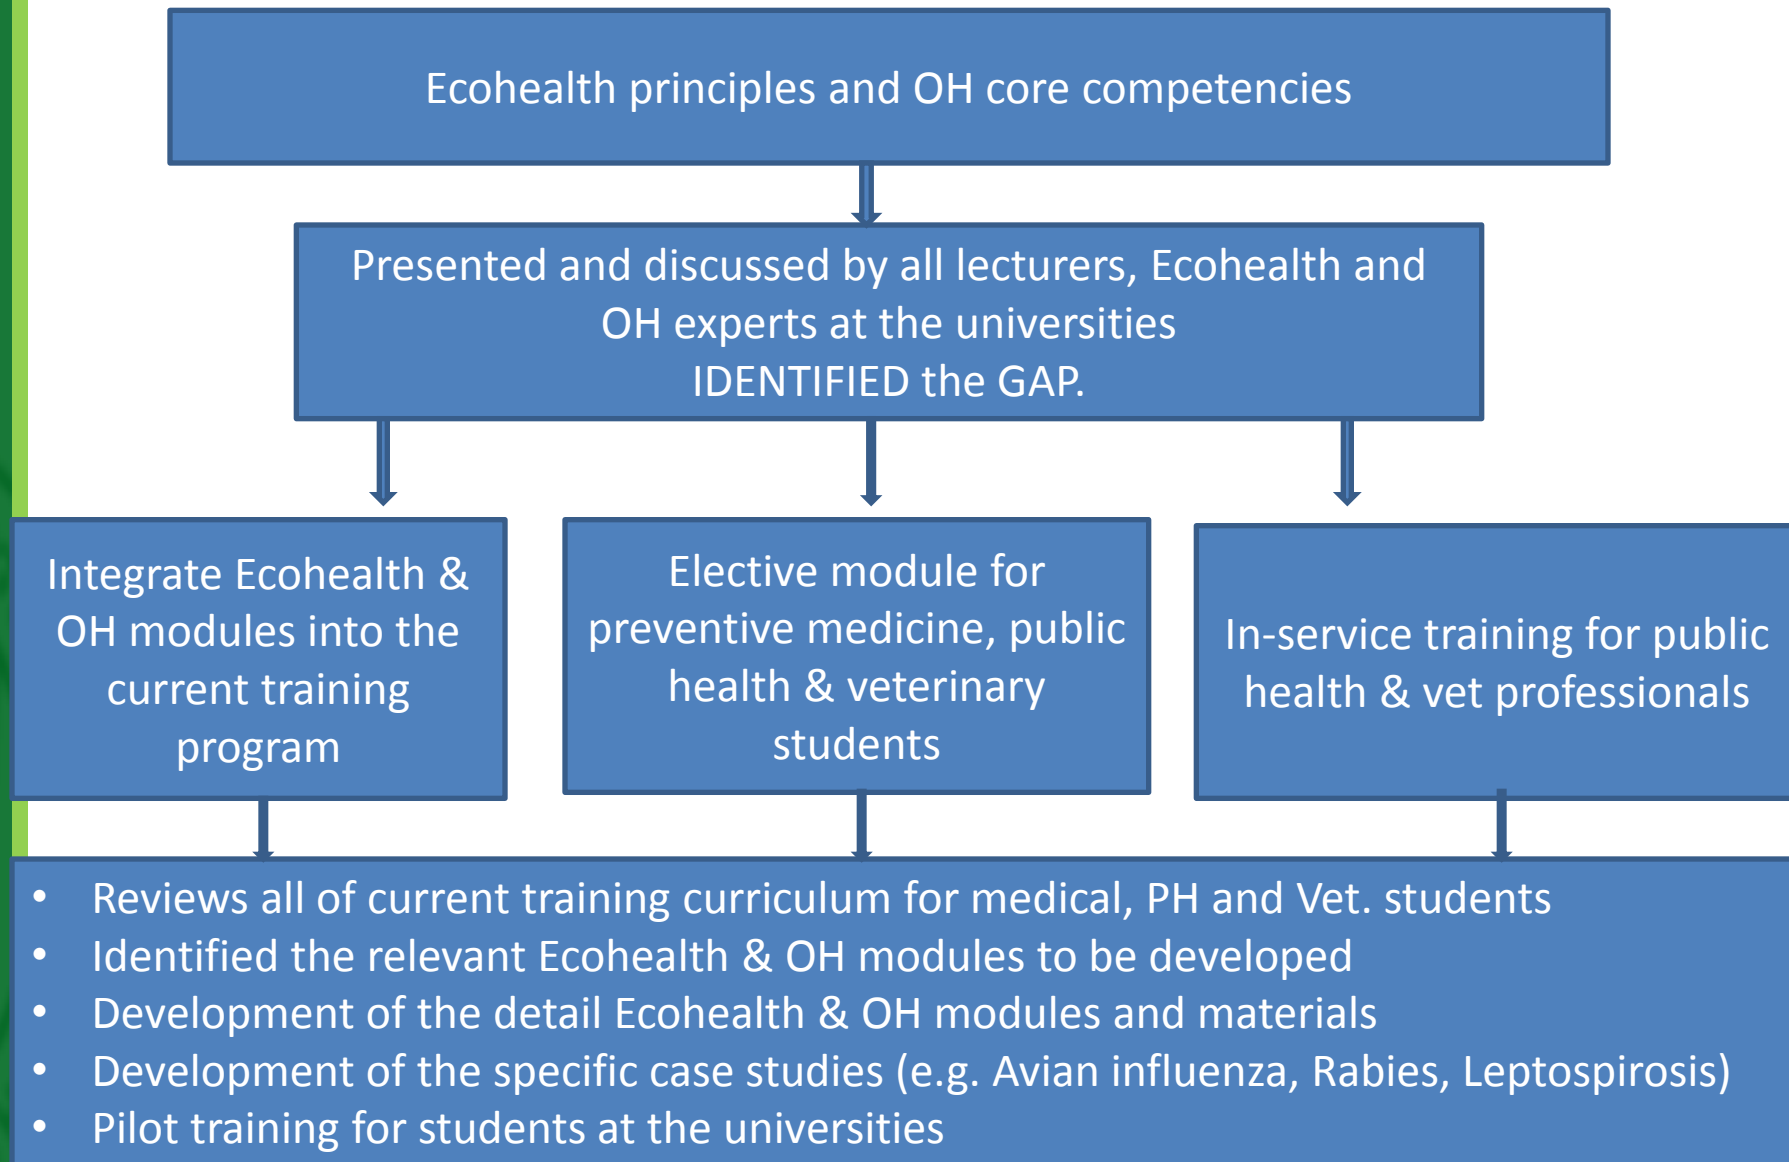 Ecohealth principles and OH core competencies
Presented and discussed by all lecturers, Ecohealth and
OH experts at the universities
IDENTIFIED the GAP.
Integrate Ecohealth &
OH modules into the
current training
program
Elective module for
preventive medicine, public
health & veterinary
students
In-service training for public
health & vet professionals
• Reviews all of current training curriculum for medical, PH and Vet. students
• Identified the relevant Ecohealth & OH modules to be developed
• Development of the detail Ecohealth & OH modules and materials
• Development of the specific case studies (e.g. Avian influenza, Rabies, Leptospirosis)
• Pilot training for students at the universities